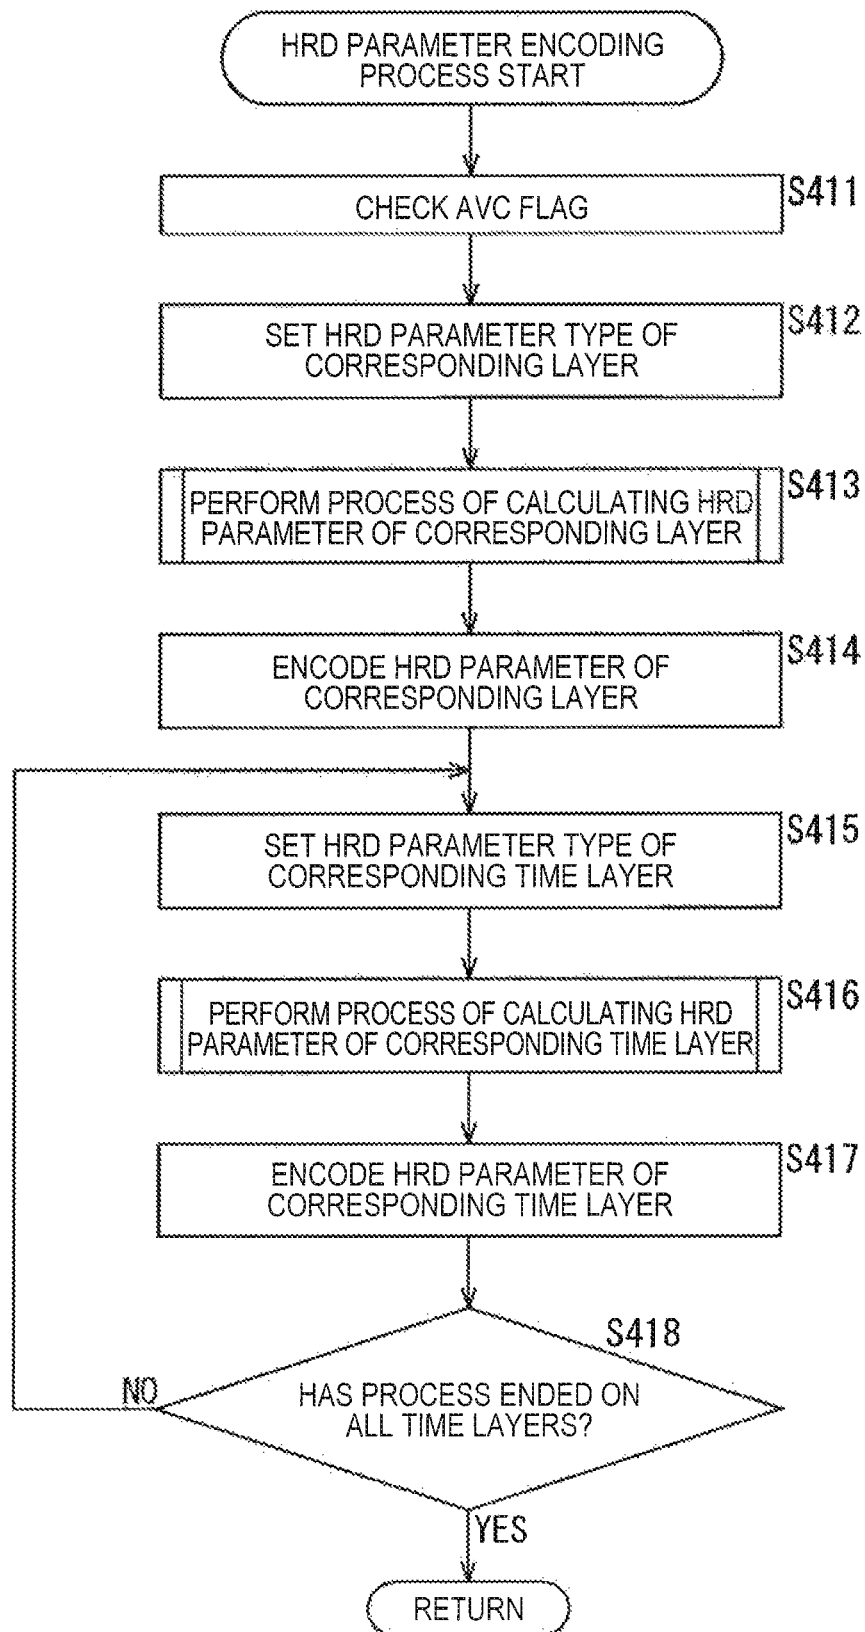 HRD PARAMETER ENCODING
PROCESS START
S411
CHECK AVC FLAG
S412
SET HRD PARAMETER TYPE OF
CORRESPONDING LAYER
S413
PERFORM PROCESS OF CALCULATING HRD
PARAMETER OF CORRESPONDING LAYER
S414
ENCODE HRD PARAMETER OF
CORRESPONDING LAYER
S415
SET HRD PARAMETER TYPE OF
CORRESPONDING TIME LAYER
S416
PERFORM PROCESS OF CALCULATING HRD
PARAMETER OF CORRESPONDING TIME LAYER
S417
ENCODE HRD PARAMETER OF
CORRESPONDING TIME LAYER
S418
NO
HAS PROCESS ENDED ON
ALL TIME LAYERS?
YES
RETURN